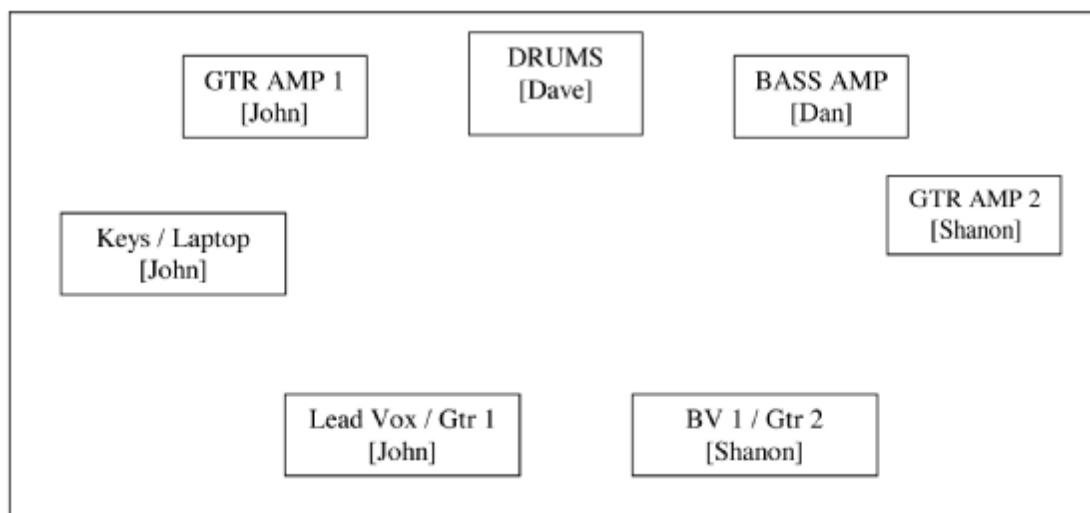 GTR AMP 1
[John]
DRUMS
[Dave]
BASS AMP
[Dan]
GTR AMP 2
[Shanon]
Keys / Laptop
[John]
Lead Vox / Gtr 1
[John]
BV 1 / Gtr 2
[Shanon]